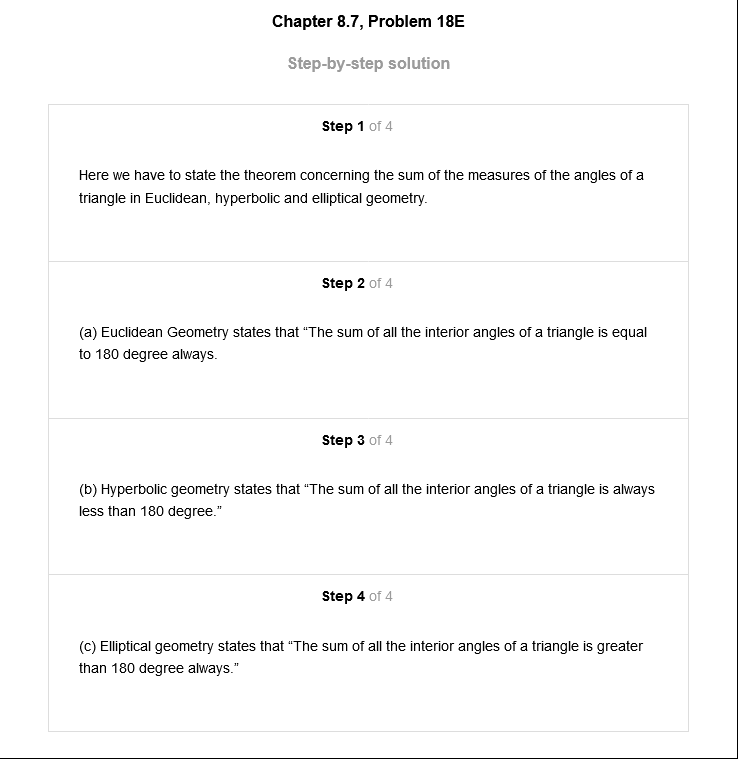 Chapter 8.7, Problem 18E
Step-by-step solution
Step 1 of 4
Here we have to state the theorem concerning the sum of the measures of the angles of a
triangle in Euclidean, hyperbolic and elliptical geometry.
Step 2 of 4
(a) Euclidean Geometry states that “The sum of all the interior angles of a triangle is equal
to 180 degree always.
Step 3 of 4
(b) Hyperbolic geometry states that “The sum of all the interior angles of a triangle is always
less than 180 degree.”
Step 4 of 4
(c) Elliptical geometry states that “The sum of all the interior angles of a triangle is greater
than 180 degree always.”